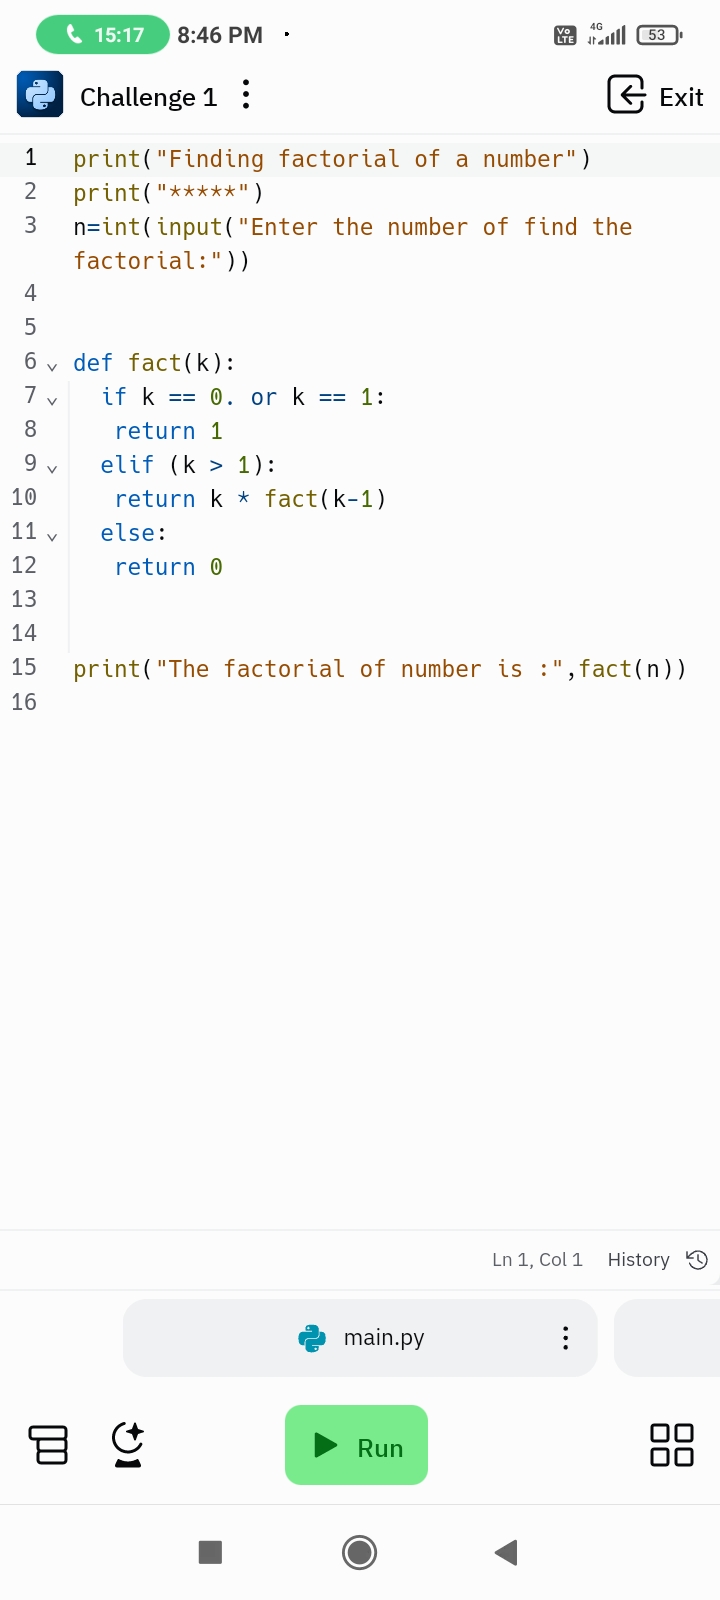 15:17 8:46 PM Vo LTE 4G 53
Challenge 1 Exit
1 print("Finding factorial of a number")
2 print("*****")
3 n=int(input("Enter the number of find the
factorial:"))
4
5
6 def fact(k):
7   if k == 0. or k == 1:
8    return 1
9   elif (k > 1):
10    return k * fact(k-1)
11   else:
12    return 0
13
14
15 print("The factorial of number is :",fact(n))
16
Ln 1, Col 1 History
main.py
Run